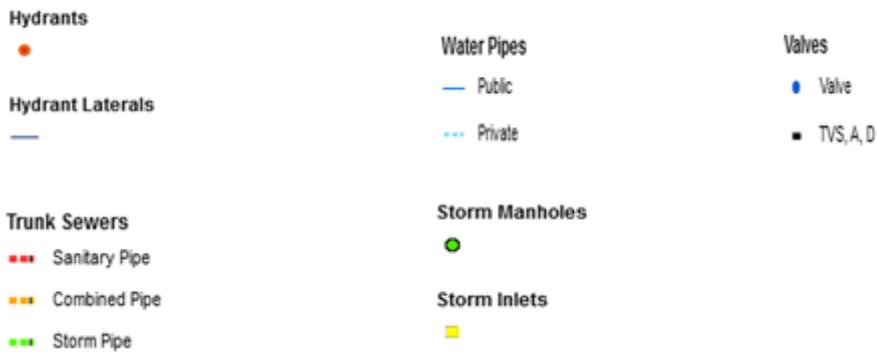 Hydrants
Hydrant Laterals
Water Pipes
Public
Private
Valves
Valve
TVS, A, D
Trunk Sewers
Sanitary Pipe
Combined Pipe
Storm Pipe
Storm Manholes
Storm Inlets